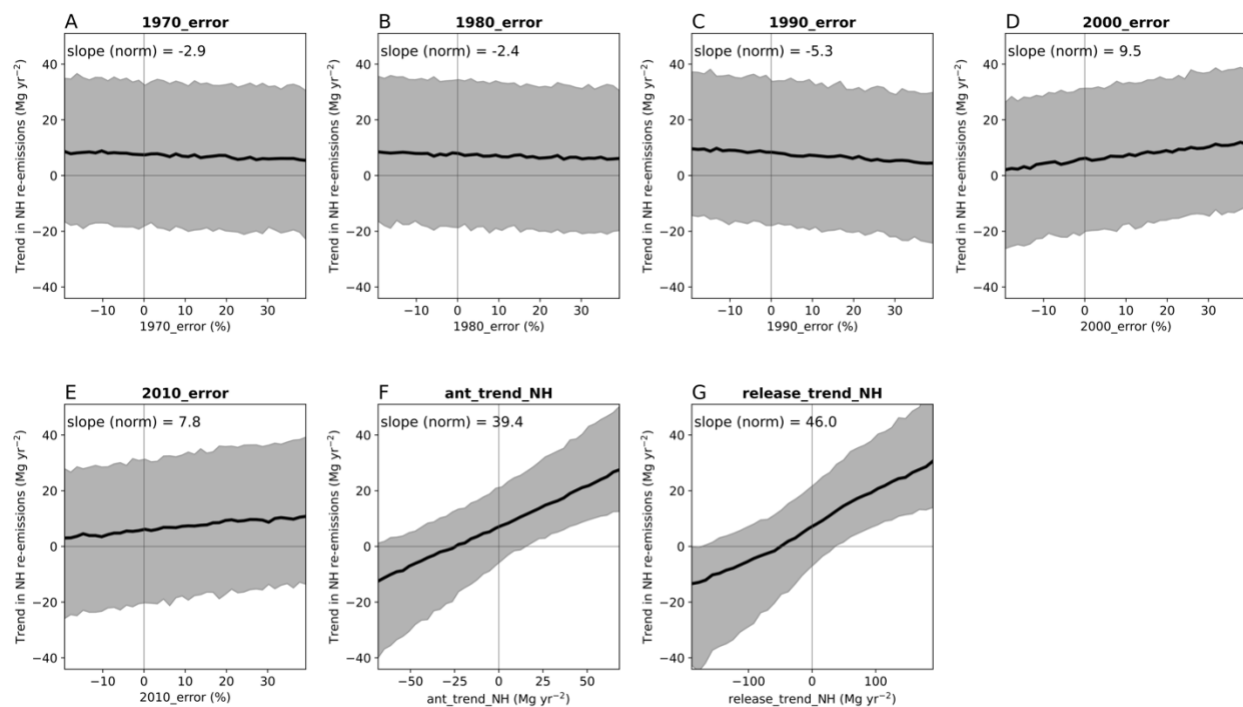 A
1970_error
slope (norm) = -2.9
Trend in NH re-emissions (Mg yr⁻²)
40
20
0
−20
−40
−10 0 10 20 30
1970_error (%)
B
1980_error
slope (norm) = -2.4
Trend in NH re-emissions (Mg yr⁻²)
40
20
0
−20
−40
−10 0 10 20 30
1980_error (%)
C
1990_error
slope (norm) = -5.3
Trend in NH re-emissions (Mg yr⁻²)
40
20
0
−20
−40
−10 0 10 20 30
1990_error (%)
D
2000_error
slope (norm) = 9.5
Trend in NH re-emissions (Mg yr⁻²)
40
20
0
−20
−40
−10 0 10 20 30
2000_error (%)
E
2010_error
slope (norm) = 7.8
Trend in NH re-emissions (Mg yr⁻²)
40
20
0
−20
−40
−10 0 10 20 30
2010_error (%)
F
ant_trend_NH
slope (norm) = 39.4
Trend in NH re-emissions (Mg yr⁻²)
40
20
0
−20
−40
−50 −25 0 25 50
ant_trend_NH (Mg yr⁻²)
G
release_trend_NH
slope (norm) = 46.0
Trend in NH re-emissions (Mg yr⁻²)
40
20
0
−20
−40
−100 0 100
release_trend_NH (Mg yr⁻²)